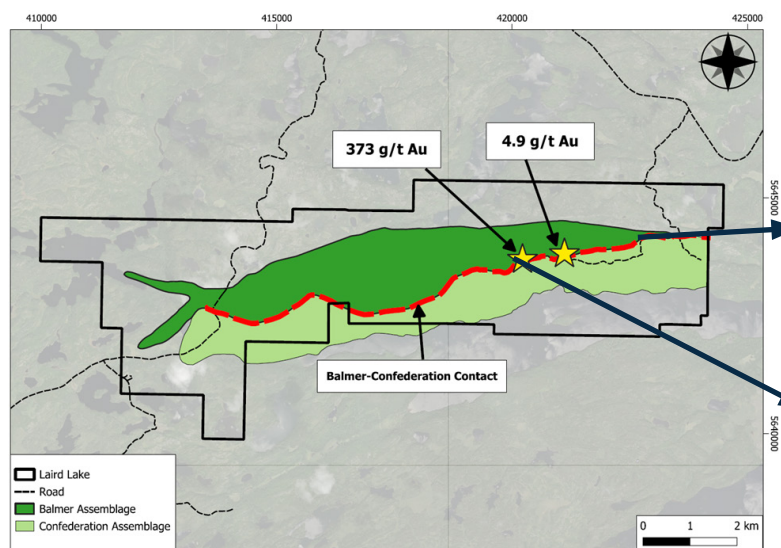 410000
415000
420000
425000
373 g/t Au
4.9 g/t Au
5645000
Balmer-Confederation Contact
5640000
Laird Lake
Road
Balmer Assemblage
Confederation Assemblage
0 1 2 km